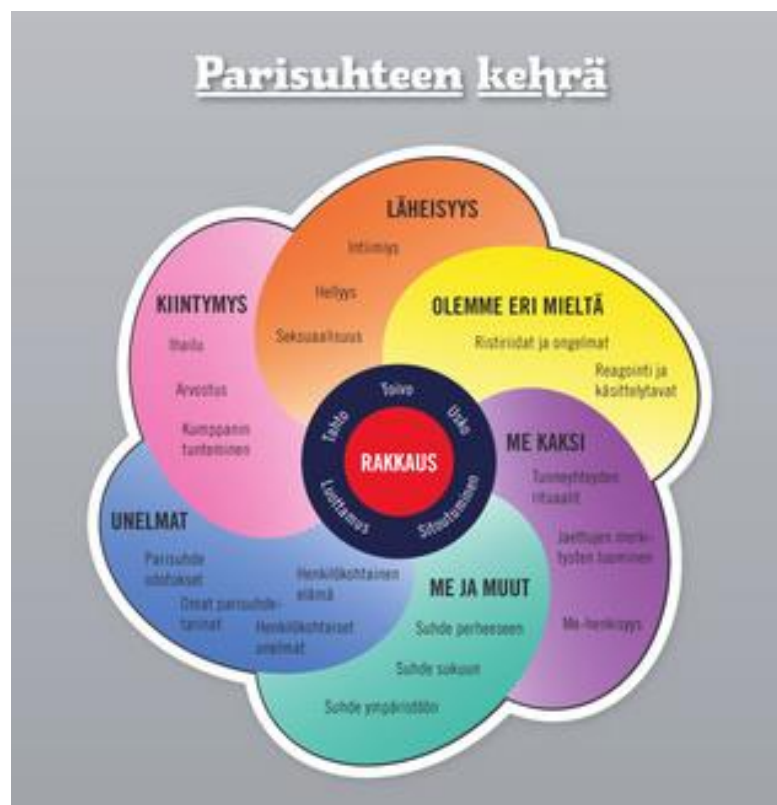 Parisuhteen kehrä
LÄHEISYYS
Intiimiys
Hellyys
Seksuaalisuus
OLEMME ERI MIELTÄ
Ristiriidat ja ongelmat
Reagointi ja
käsittelytavat
ME KAKSI
Tunneyhteyden
rituaalit
Jaettujen merki-
tysten luominen
Me-henkisyys
ME JA MUUT
Suhde perheeseen
Suhde sukuun
Suhde ympäristöön
UNELMAT
Parisuhde
odotukset
Omat parisuhde-
tarinat
Henkilökohtainen
elämä
Henkilökohtaiset
unelmat
KIINTYMYS
Ihailu
Arvostus
Kumppanin
tunteminen
Tahto
Toivo
Usko
Sitoutuminen
Luottamus
RAKKAUS